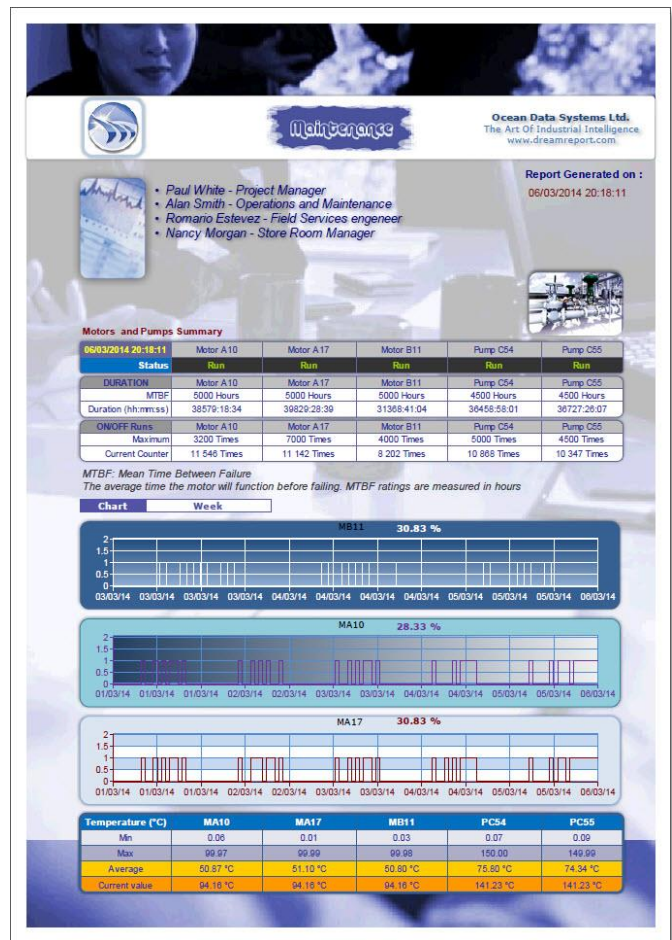 Maintenance
Ocean Data Systems Ltd.
The Art Of Industrial Intelligence
www.dreamreport.com
Report Generated on :
06/03/2014 20:18:11
• Paul White - Project Manager
• Alan Smith - Operations and Maintenance
• Romario Estevez - Field Services engeneer
• Nancy Morgan - Store Room Manager
Motors and Pumps Summary
06/03/2014 20:18:11 Motor A10 Motor A17 Motor B11 Pump C54 Pump C55
Status Run Run Run Run Run
DURATION Motor A10 Motor A17 Motor B11 Pump C54 Pump C55
MTBF 5000 Hours 5000 Hours 5000 Hours 4500 Hours 4500 Hours
Duration (hh:mm:ss) 38579:18:34 39829:28:39 31368:41:04 36458:58:01 36727:26:07
ON/OFF Runs Motor A10 Motor A17 Motor B11 Pump C54 Pump C55
Maximum 3200 Times 7000 Times 4000 Times 5000 Times 4500 Times
Current Counter 11 546 Times 11 142 Times 8 202 Times 10 868 Times 10 347 Times
MTBF: Mean Time Between Failure
The average time the motor will function before failing. MTBF ratings are measured in hours
Chart Week
MB11 30.83 %
2
1.5
1
0.5
0
03/03/14 03/03/14 03/03/14 03/03/14 04/03/14 04/03/14 04/03/14 04/03/14 05/03/14 05/03/14 05/03/14 06/03/14
MA10 28.33 %
2
1.5
1
0.5
0
01/03/14 01/03/14 01/03/14 02/03/14 02/03/14 03/03/14 03/03/14 04/03/14 04/03/14 05/03/14 05/03/14 06/03/14
MA17 30.83 %
2
1.5
1
0.5
0
01/03/14 01/03/14 01/03/14 02/03/14 02/03/14 03/03/14 03/03/14 04/03/14 04/03/14 05/03/14 05/03/14 06/03/14
Temperature (°C) MA10 MA17 MB11 PC54 PC55
Min 0.06 0.01 0.03 0.07 0.09
Max 99.97 99.99 99.98 150.00 149.99
Average 50.87 °C 51.10 °C 50.80 °C 75.80 °C 74.34 °C
Current value 94.16 °C 94.16 °C 94.16 °C 141.23 °C 141.23 °C